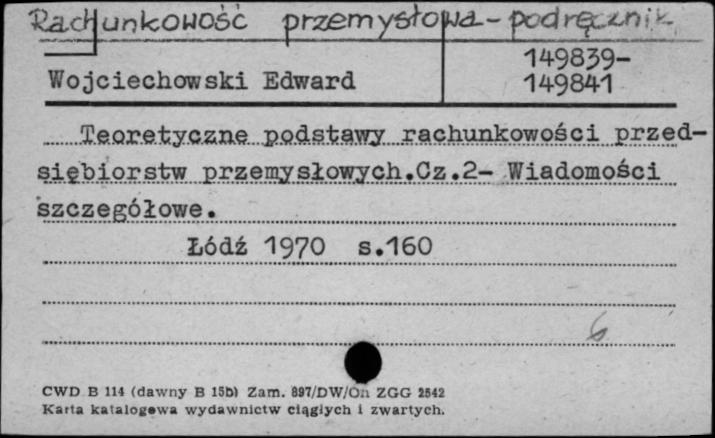 Rachunkowość przemysłowa - podręcznik
149839-
Wojciechowski Edward
149841
Teoretyczne podstawy rachunkowości przed-
siębiorstw przemysłowych.Cz.2- Wiadomości
szczegółowe.
Łódź 1970 s.160
6
CWD B 114 (dawny B 15b) Zam. 897/DW/On ZGG 2542
Karta katalogowa wydawnictw ciągłych i zwartych.